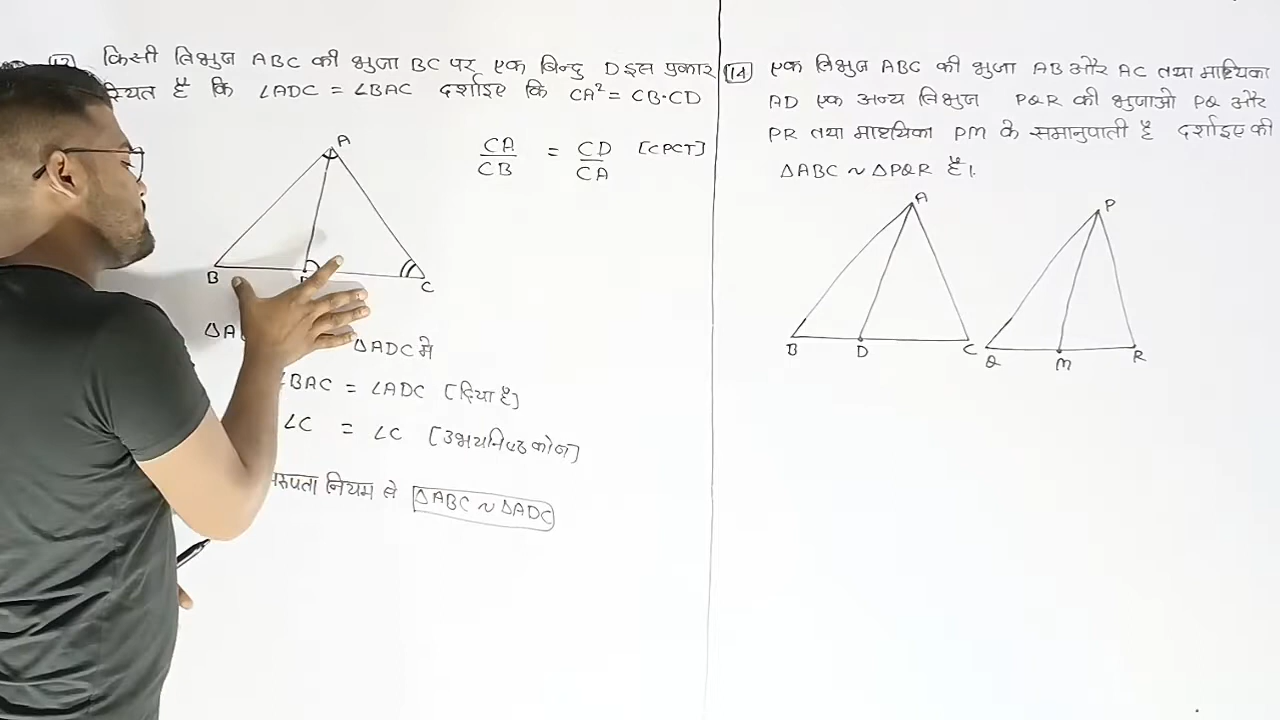 किसी त्रिभुज ABC की भुजा BC पर एक बिन्दु D इस प्रकार
स्थित है कि ∠ADC = ∠BAC दर्शाइए कि CA² = CB·CD
A
B
C
CA/CB = CD/CA [CPCT]
ΔADC मे
∠BAC = ∠ADC [दिया है]
∠C = ∠C [उभयनिष्ठ कोण]
नियम से ΔABC ~ ΔADC
14 एक त्रिभुज ABC की भुजा AB और AC तथा माध्यिका
AD एक अन्य त्रिभुज PQR की भुजाओ PQ और
PR तथा माध्यिका PM के समानुपाती है दर्शाइए की
ΔABC ~ ΔPQR है।
A
B
D
C
P
Q
M
R